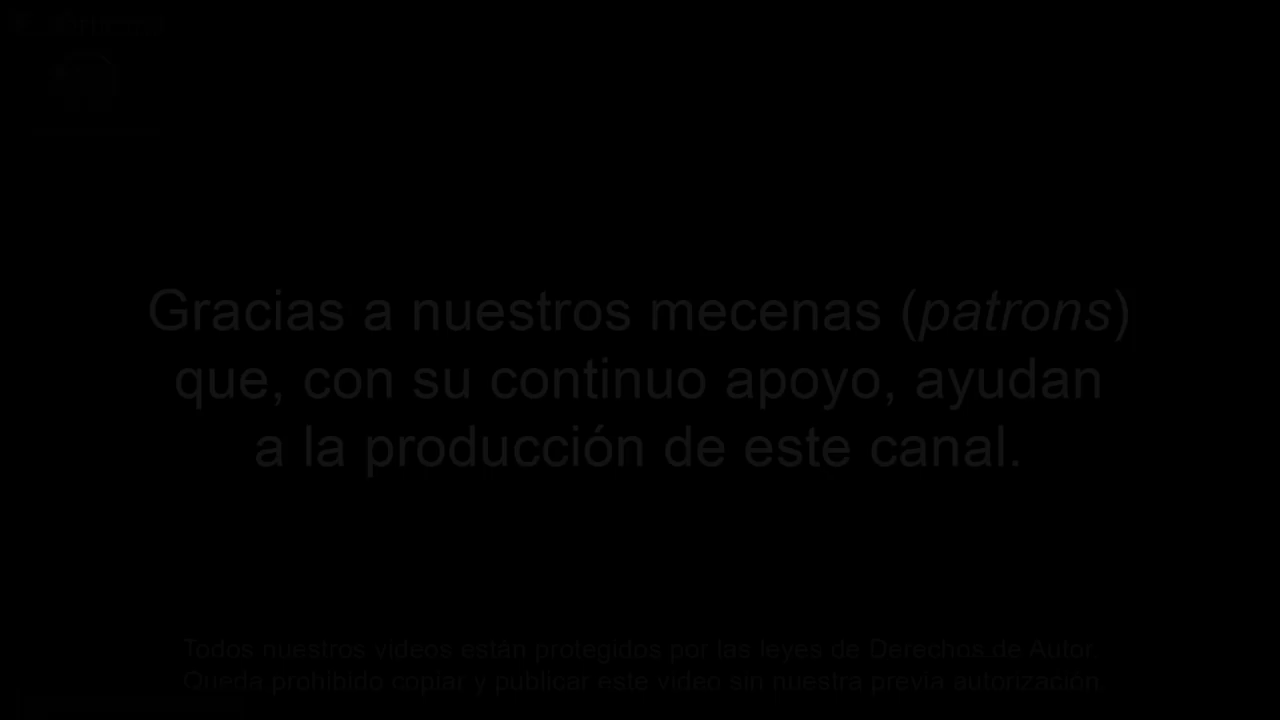 Gracias a nuestros mecenas (patrons)
que, con su continuo apoyo, ayudan
a la producción de este canal.
Todos nuestros videos están protegidos por las leyes de Derechos de Autor
Queda prohibido copiar y publicar este video sin nuestra previa autorización